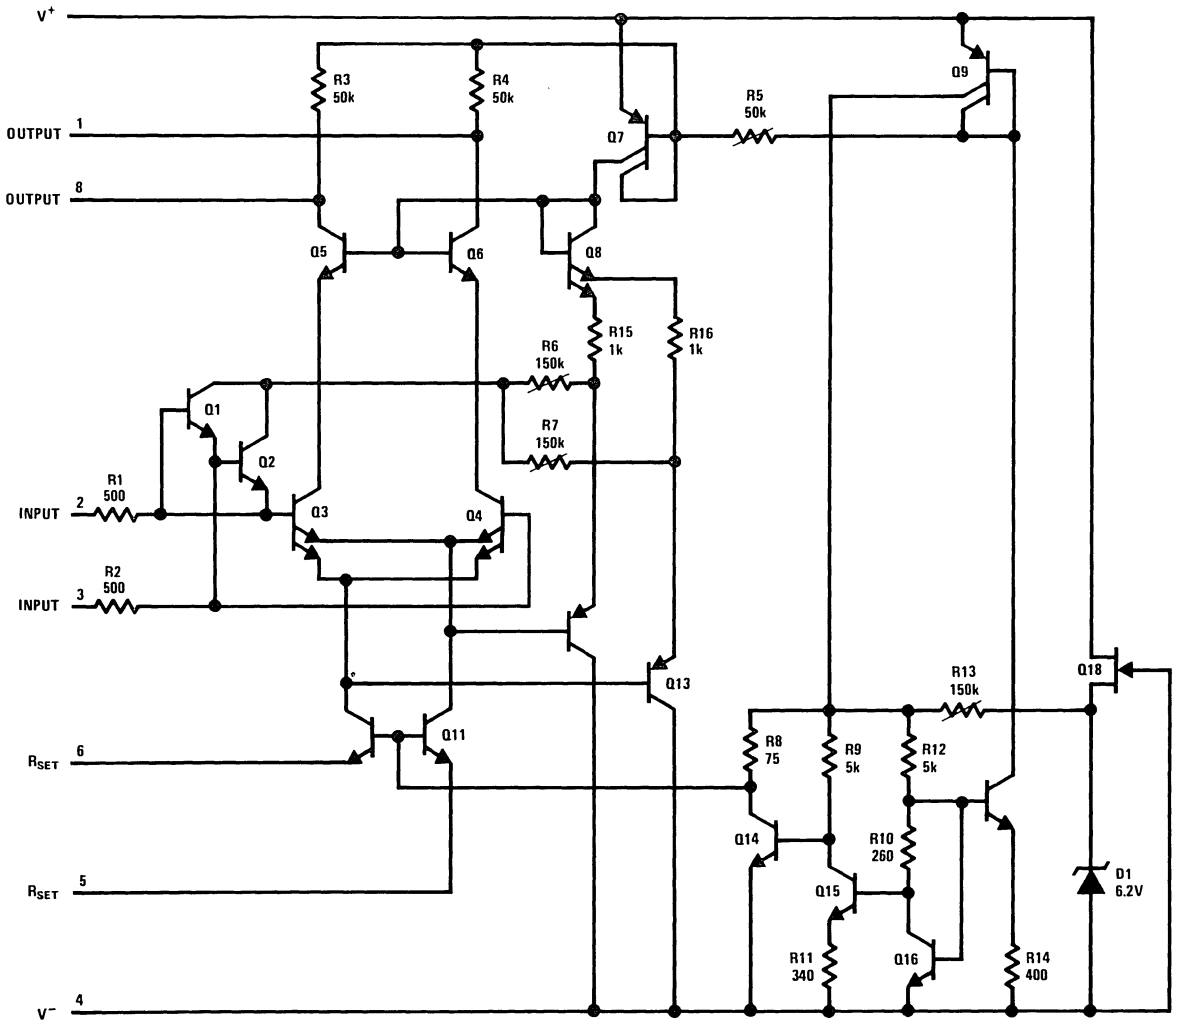 V+
R3
50k
R4
50k
Q9
R5
50k
OUTPUT 1
Q7
OUTPUT 8
Q5
Q6
Q8
R15
1k
R16
1k
R6
150k
Q1
R7
150k
Q2
R1
500
INPUT 2
Q3
Q4
R2
500
INPUT 3
Q18
R13
150k
Q13
Q11
R8
75
R9
5k
R12
5k
RSET 6
Q14
R10
260
D1
6.2V
RSET 5
Q15
R11
340
Q16
R14
400
V− 4